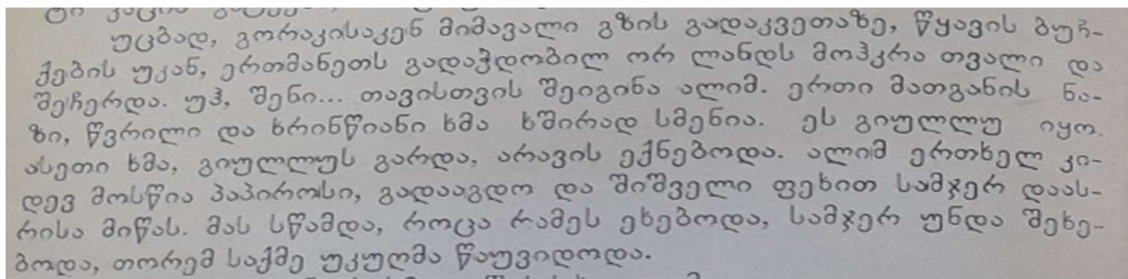 უცბად, გორაკისაკენ მიმავალი გზის გადაკვეთაზე, წყავის ბუჩ-
ქების უკან, ერთმანეთს გადაჭდობილ ორ ლანდს მოჰკრა თვალი და
შეჩერდა. უჰ, შენი... თავისთვის შეიგინა ალიმ. ერთი მათგანის ნა-
ზი, წვრილი და ხრინწიანი ხმა ხშირად სმენია. ეს გიულლუ იყო.
ასეთი ხმა, გიულლუს გარდა, არავის ექნებოდა. ალიმ ერთხელ კი-
დევ მოსწია პაპიროსი, გადააგდო და შიშველი ფეხით სამჯერ დაას-
რისა მიწას. მას სწამდა, როცა რამეს ეხებოდა, სამჯერ უნდა შეხე-
ბოდა, თორემ საქმე უკუღმა წაუვიდოდა.